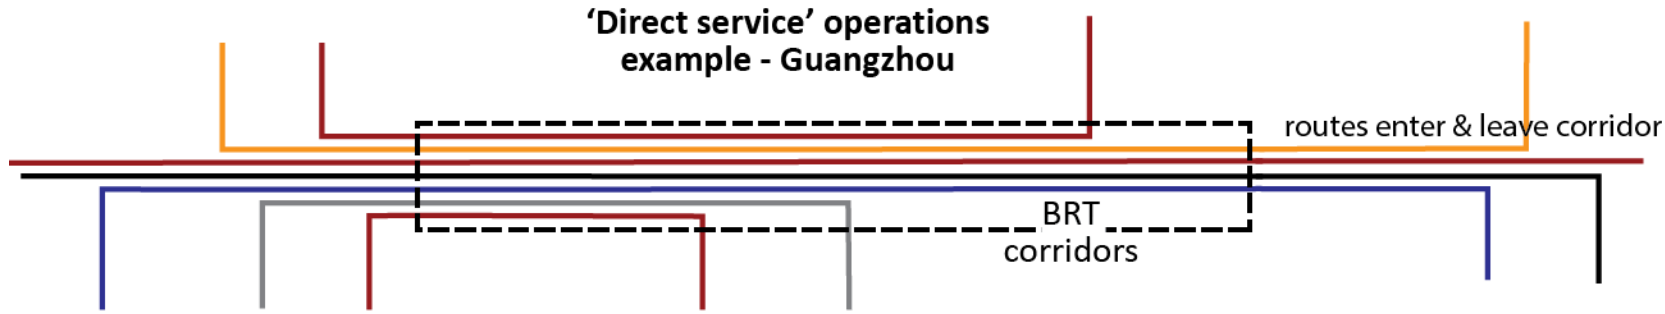 ‘Direct service’ operations
example - Guangzhou
routes enter & leave corridor
BRT
corridors